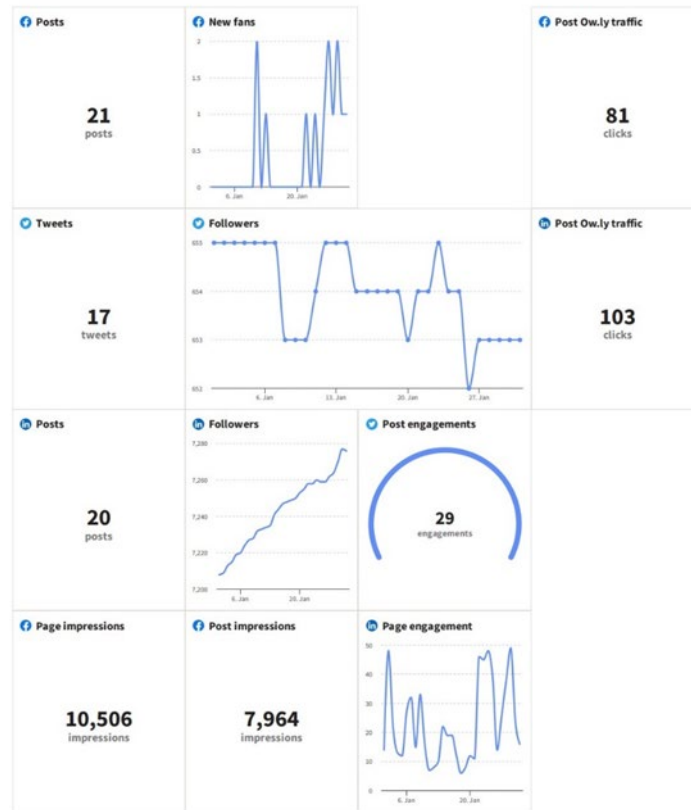 Posts
New fans
Post Ow.ly traffic
21
posts
2
1.5
1
0.5
0
6. Jan
20. Jan
81
clicks
Tweets
Followers
Post Ow.ly traffic
17
tweets
655
654
653
652
6. Jan
13. Jan
20. Jan
27. Jan
103
clicks
Posts
Followers
Post engagements
20
posts
7,280
7,260
7,240
7,220
7,200
6. Jan
20. Jan
29
engagements
Page impressions
Post impressions
Page engagement
10,506
impressions
7,964
impressions
50
40
30
20
10
0
6. Jan
20. Jan